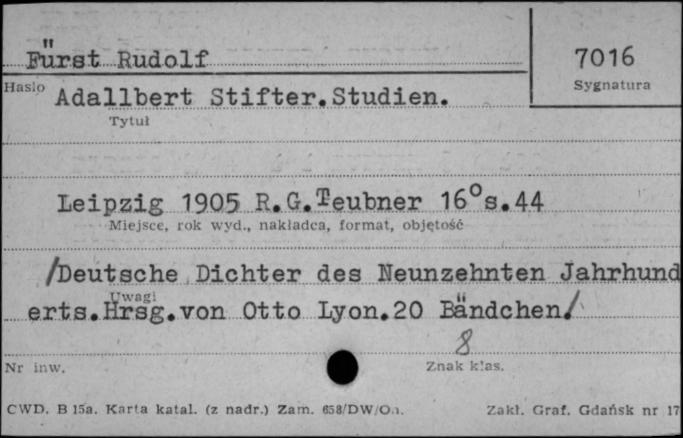 Fürst Rudolf
7016
Hasło
Sygnatura
Adallbert Stifter.Studien.
Tytuł
Leipzig 1905 R.G.Teubner 16°s.44
Miejsce, rok wyd., nakładca, format, objętość
/Deutsche Dichter des Neunzehnten Jahrhund
Uwagi
erts.Hrsg.von Otto Lyon.20 Bändchen/
8
Nr inw.
Znak klas.
CWD. B 15a. Karta katal. (z nadr.) Zam. 658/DW/On.
Zakł. Graf. Gdańsk nr 17